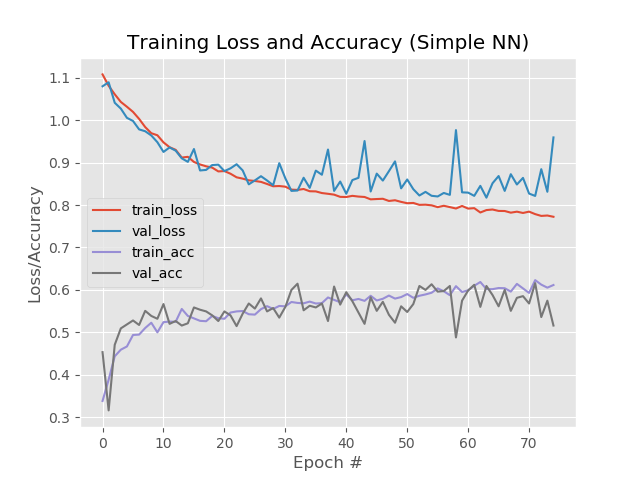 Training Loss and Accuracy (Simple NN)
1.1
1.0
0.9
0.8
0.7
0.6
0.5
0.4
0.3
Loss/Accuracy
train_loss
val_loss
train_acc
val_acc
0 10 20 30 40 50 60 70
Epoch #